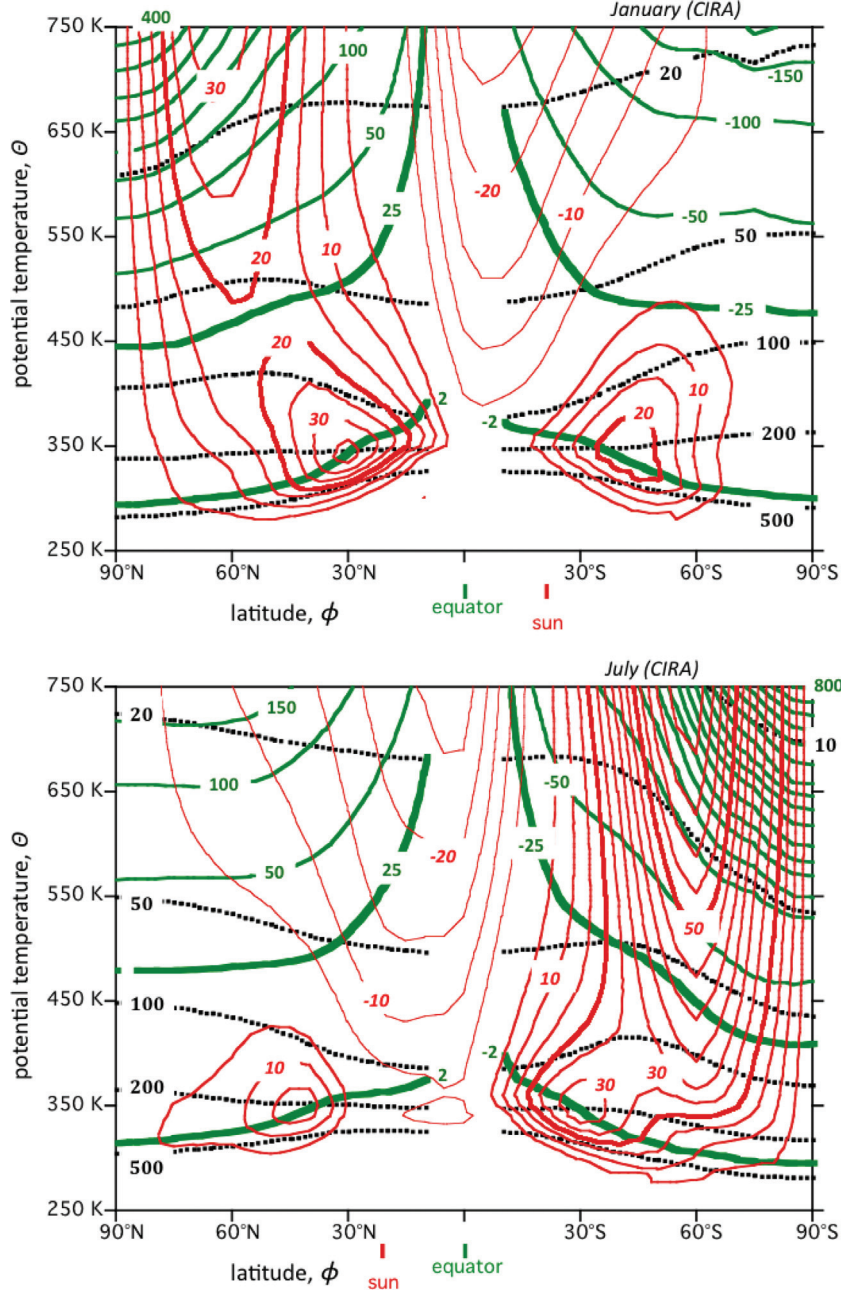 January (CIRA)
750 K
400
100
20
-150
30
650 K
-100
50
potential temperature, Θ
-20
550 K
25
-10
-50
50
20
10
450 K
-25
20
100
10
2
30
-2
20
350 K
200
500
250 K
90°N
60°N
30°N
30°S
60°S
90°S
latitude, ϕ
equator
sun
July (CIRA)
750 K
800
20
150
10
100
-50
650 K
potential temperature, Θ
-25
-20
50
25
550 K
50
50
10
450 K
100
-10
2
-2
10
30
30
350 K
200
500
250 K
90°N
60°N
30°N
30°S
60°S
90°S
latitude, ϕ
sun
equator